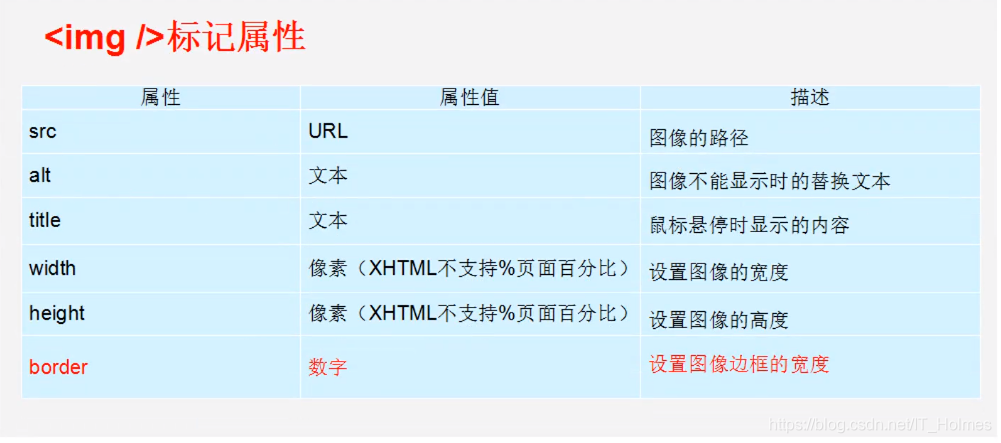 <img />标记属性
属性 属性值 描述
src URL 图像的路径
alt 文本 图像不能显示时的替换文本
title 文本 鼠标悬停时显示的内容
width 像素（XHTML不支持%页面百分比） 设置图像的宽度
height 像素（XHTML不支持%页面百分比） 设置图像的高度
border 数字 设置图像边框的宽度
https://blog.csdn.net/IT_Holmes